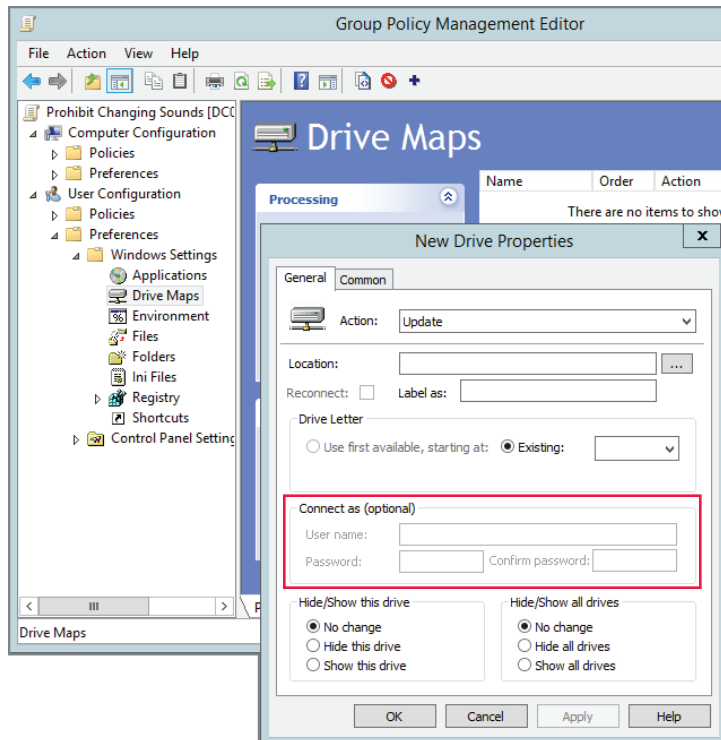 Group Policy Management Editor
File Action View Help
Prohibit Changing Sounds [DC
Computer Configuration
Policies
Preferences
User Configuration
Policies
Preferences
Windows Settings
Applications
Drive Maps
Environment
Files
Folders
Ini Files
Registry
Shortcuts
Control Panel Setting
Drive Maps
Drive Maps
Processing
Name Order Action
There are no items to show
New Drive Properties
x
General Common
Action: Update
Location: ...
Reconnect: Label as:
Drive Letter
Use first available, starting at: Existing:
Connect as (optional)
User name:
Password: Confirm password:
Hide/Show this drive Hide/Show all drives
No change No change
Hide this drive Hide all drives
Show this drive Show all drives
OK Cancel Apply Help